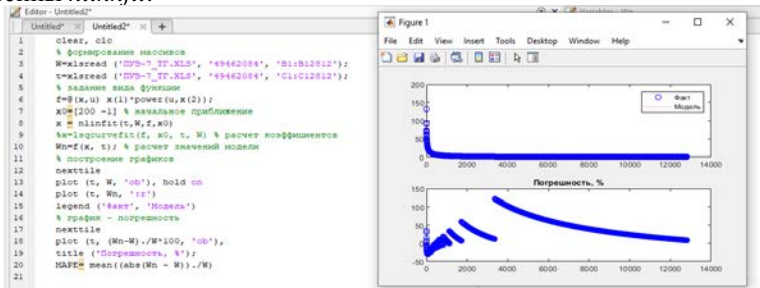 Editor - Untitled2*
Untitled* × Untitled2* × +
1 clear, clc
2 % формирование массивов
3 W=xlsread ('ПУЭ-7_ТГ.XLS', '49462084', 'B1:B12812');
4 t=xlsread ('ПУЭ-7_ТГ.XLS', '49462084', 'C1:C12812');
5 % задание вида функции
6 f=@(x,u) x(1)*power(u,x(2));
7 x0=[200 -1] % начальное приближение
8 x = nlinfit(t,W,f,x0)
9 %x=lsqcurvefit(f, x0, t, W) % расчет коэффициентов
10 Wn=f(x, t); % расчет значений модели
11 % построение графиков
12 nexttile
13 plot (t, W, 'ob'), hold on
14 plot (t, Wn, ':r')
15 legend ('Факт', 'Модель')
16 % график - погрешность
17 nexttile
18 plot (t, (Wn-W)./W*100, 'ob'),
19 title ('Погрешность, %');
20 MAPE= mean((abs(Wn - W))./W)
21
Figure 1
File Edit View Insert Tools Desktop Window Help
200
150
100
50
0
0 2000 4000 6000 8000 10000 12000 14000
Факт
Модель
Погрешность, %
150
100
50
0
-50
0 2000 4000 6000 8000 10000 12000 14000